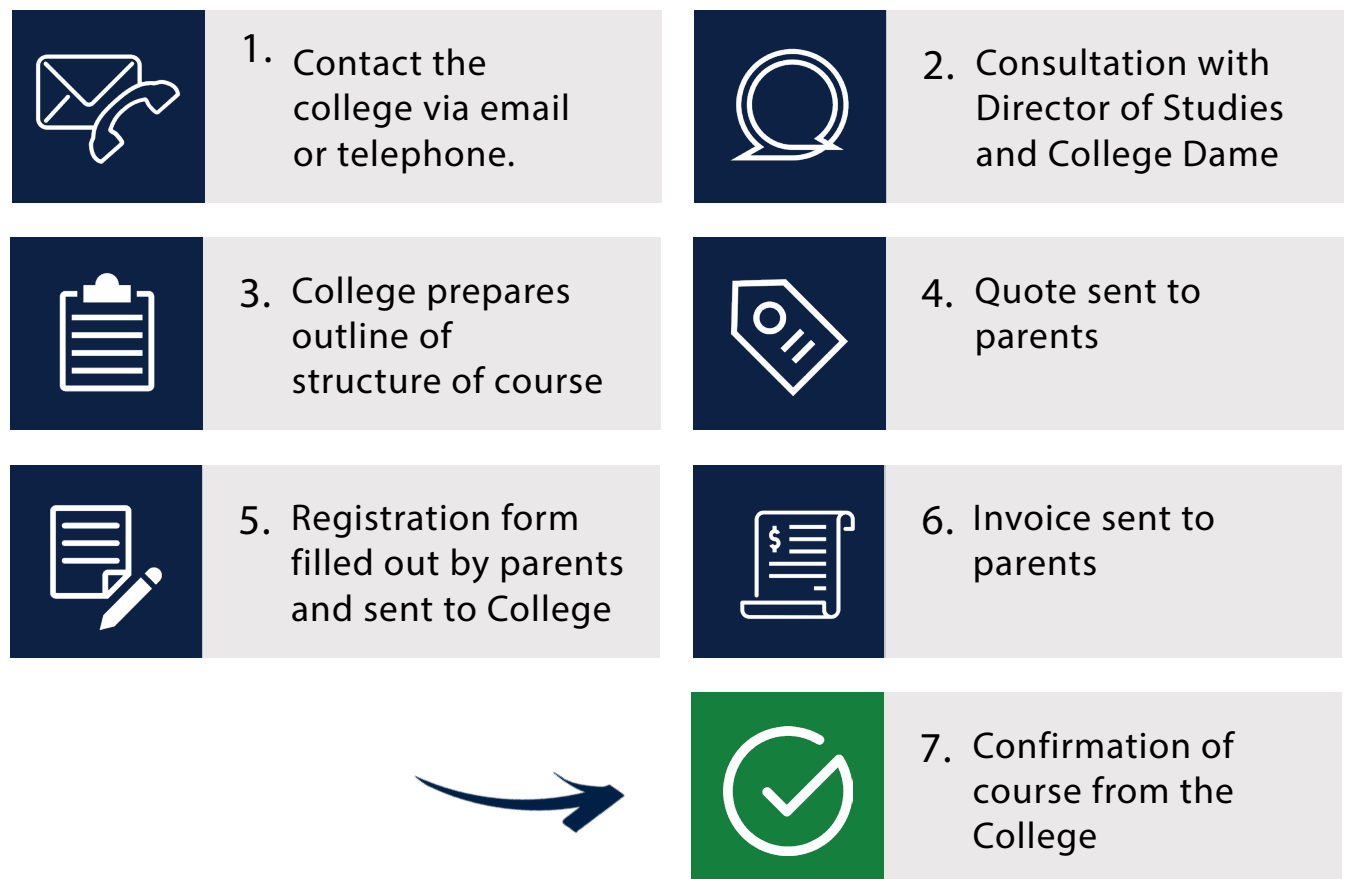 1. Contact the
college via email
or telephone.
2. Consultation with
Director of Studies
and College Dame
3. College prepares
outline of
structure of course
4. Quote sent to
parents
5. Registration form
filled out by parents
and sent to College
$
6. Invoice sent to
parents
7. Confirmation of
course from the
College